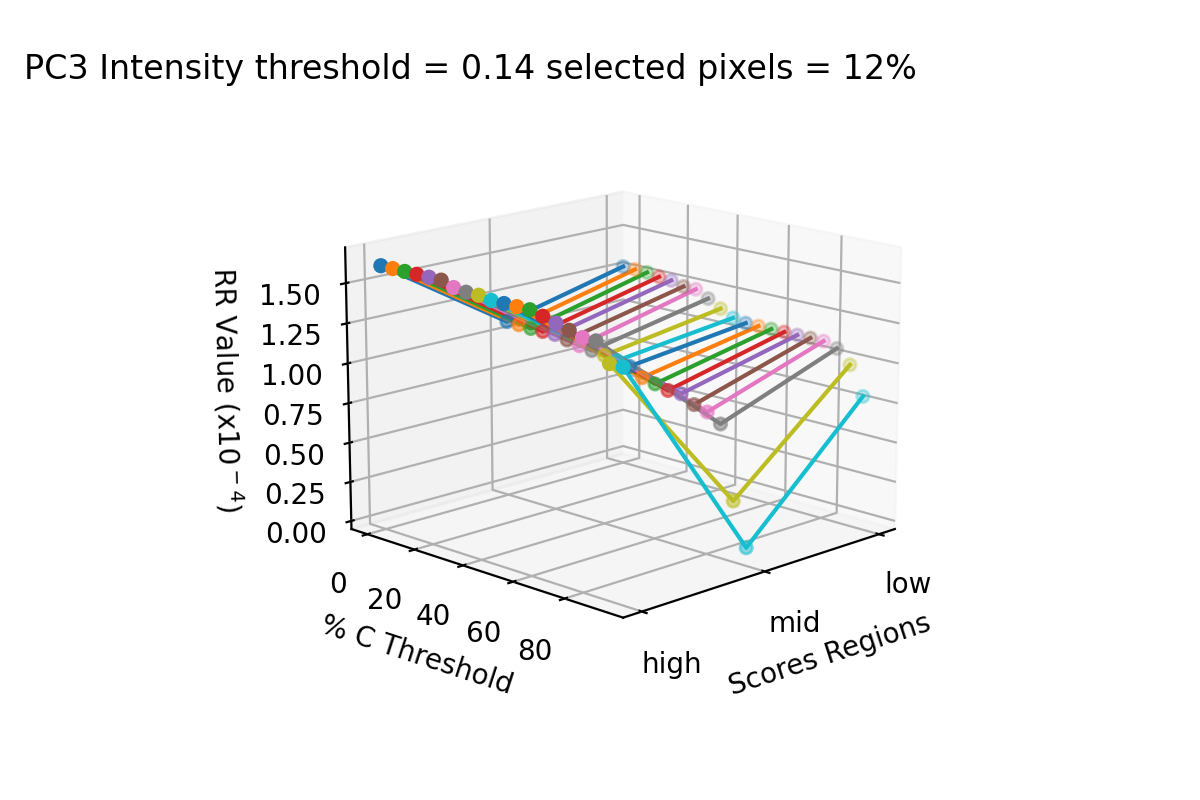 PC3 Intensity threshold = 0.14 selected pixels = 12%
RR Value (x10⁻⁴)
1.50
1.25
1.00
0.75
0.50
0.25
0.00
0
20
40
60
80
% C Threshold
high
mid
low
Scores Regions